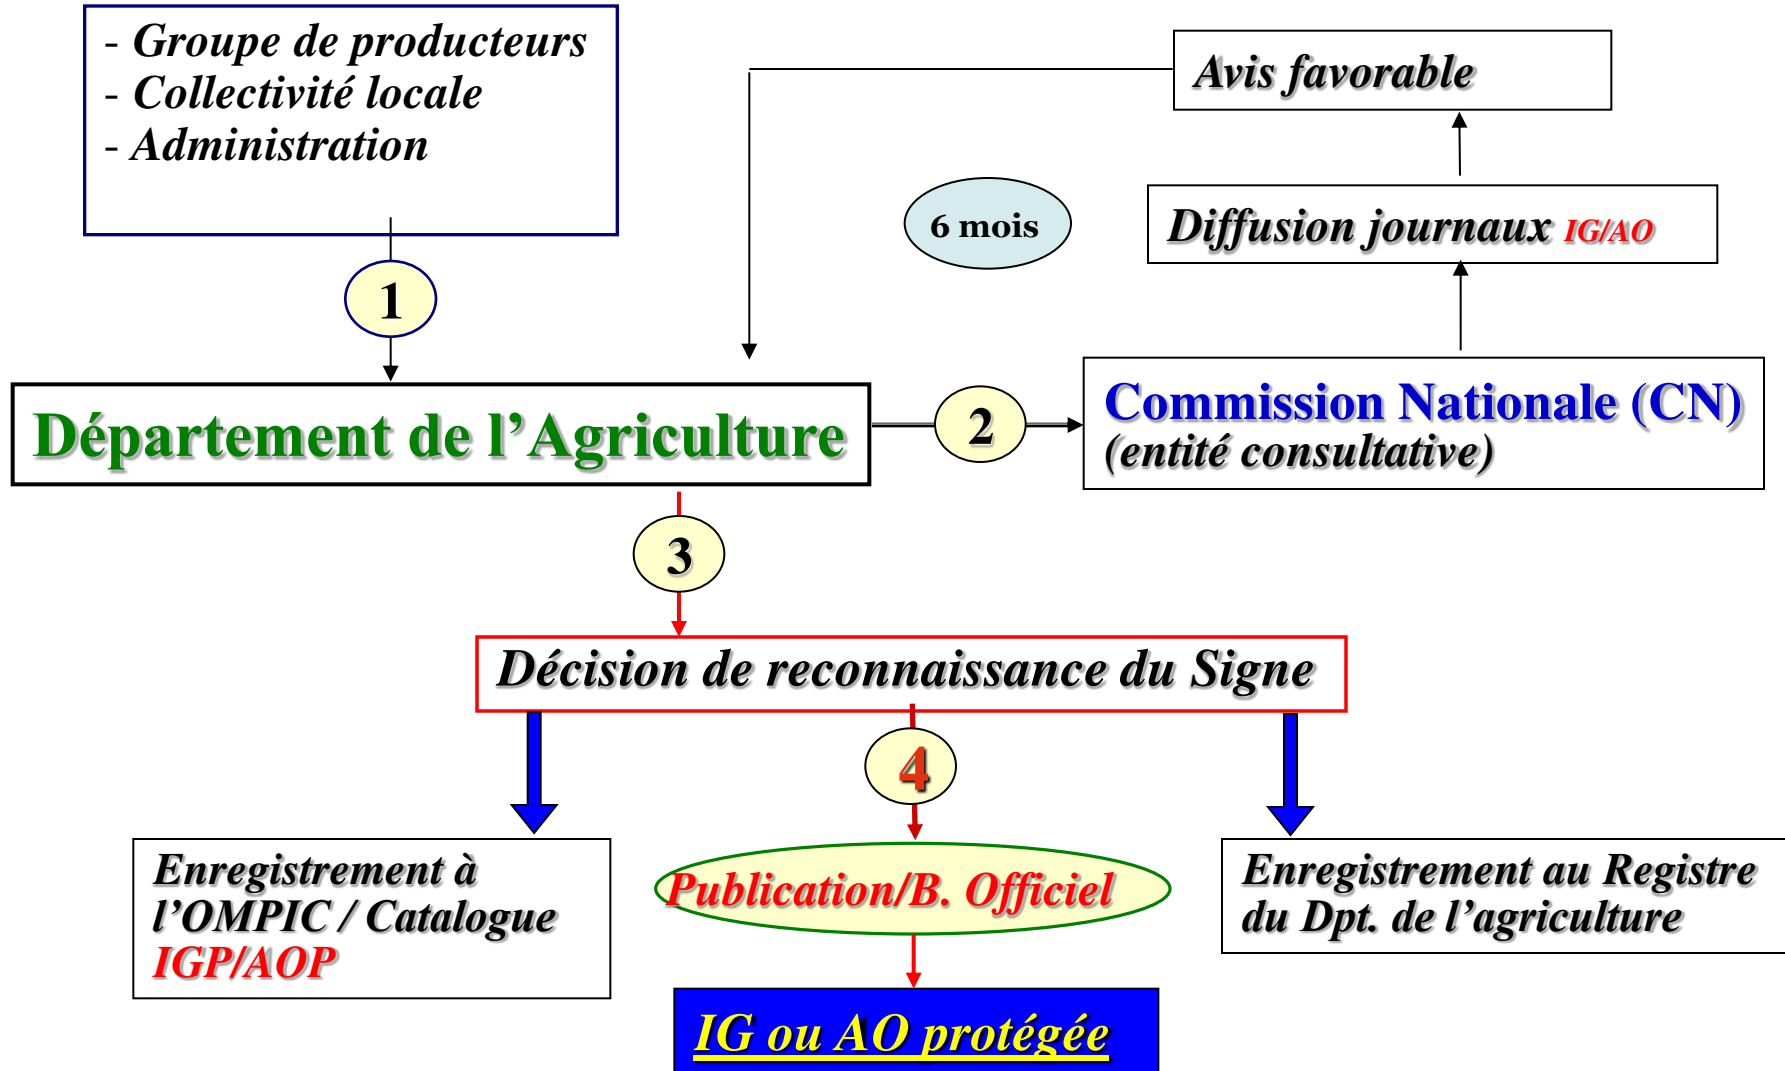 - Groupe de producteurs
- Collectivité locale
- Administration
Avis favorable
6 mois
Diffusion journaux IG/AO
1
Département de l’Agriculture
2
Commission Nationale (CN)
(entité consultative)
3
Décision de reconnaissance du Signe
4
Enregistrement à
l’OMPIC / Catalogue
IGP/AOP
Publication/B. Officiel
Enregistrement au Registre
du Dpt. de l’agriculture
IG ou AO protégée